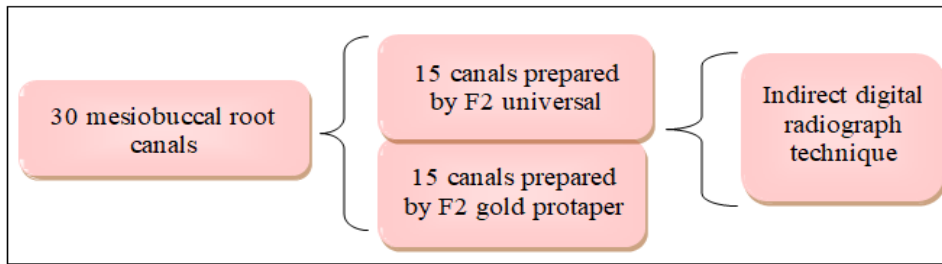 30 mesiobuccal root
canals
15 canals prepared
by F2 universal
15 canals prepared
by F2 gold protaper
Indirect digital
radiograph
technique